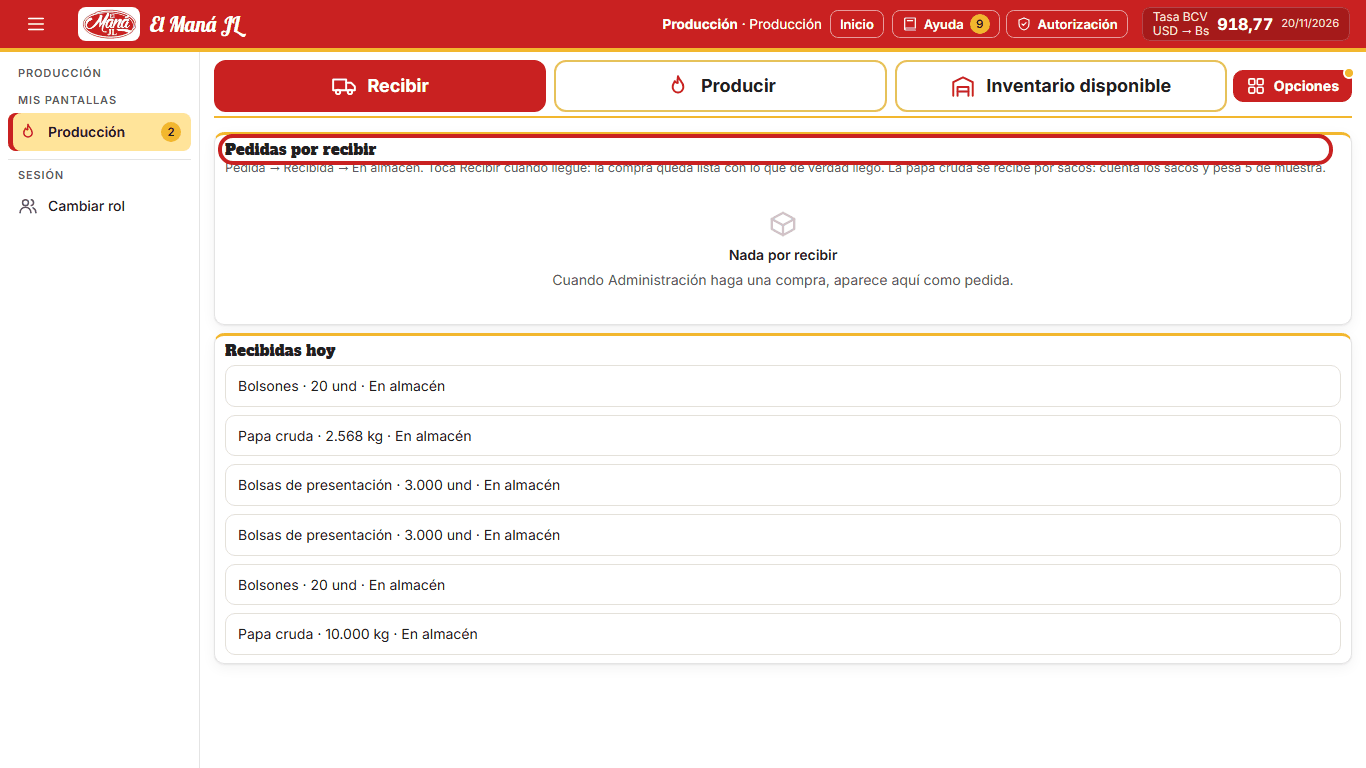 El Maná JL
El Maná JL
Producción · Producción
Inicio
Ayuda 9
Autorización
Tasa BCV
USD → Bs
918,77
20/11/2026
PRODUCCIÓN
MIS PANTALLAS
Producción 2
SESIÓN
Cambiar rol
Recibir
Producir
Inventario disponible
Opciones
Pedidas por recibir
Pedida → Recibida → En almacén. Toca Recibir cuando llegue: la compra queda lista con lo que de verdad llegó. La papa cruda se recibe por sacos: cuenta los sacos y pesa 5 de muestra.
Nada por recibir
Cuando Administración haga una compra, aparece aquí como pedida.
Recibidas hoy
Bolsones · 20 und · En almacén
Papa cruda · 2.568 kg · En almacén
Bolsas de presentación · 3.000 und · En almacén
Bolsas de presentación · 3.000 und · En almacén
Bolsones · 20 und · En almacén
Papa cruda · 10.000 kg · En almacén